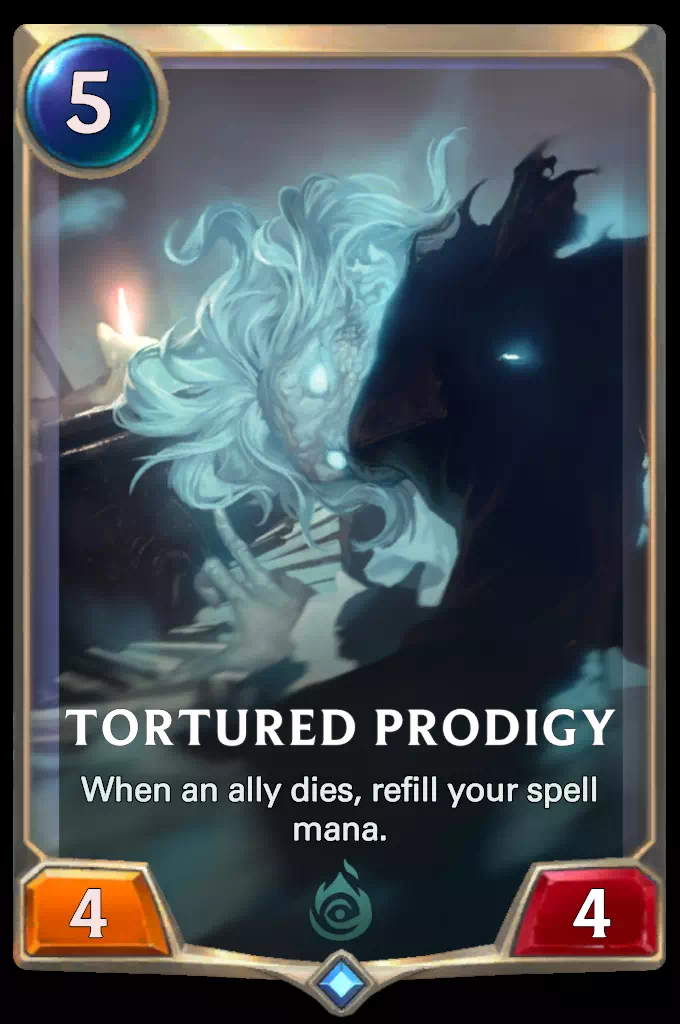 5
TORTURED PRODIGY
When an ally dies, refill your spell
mana.
4
4